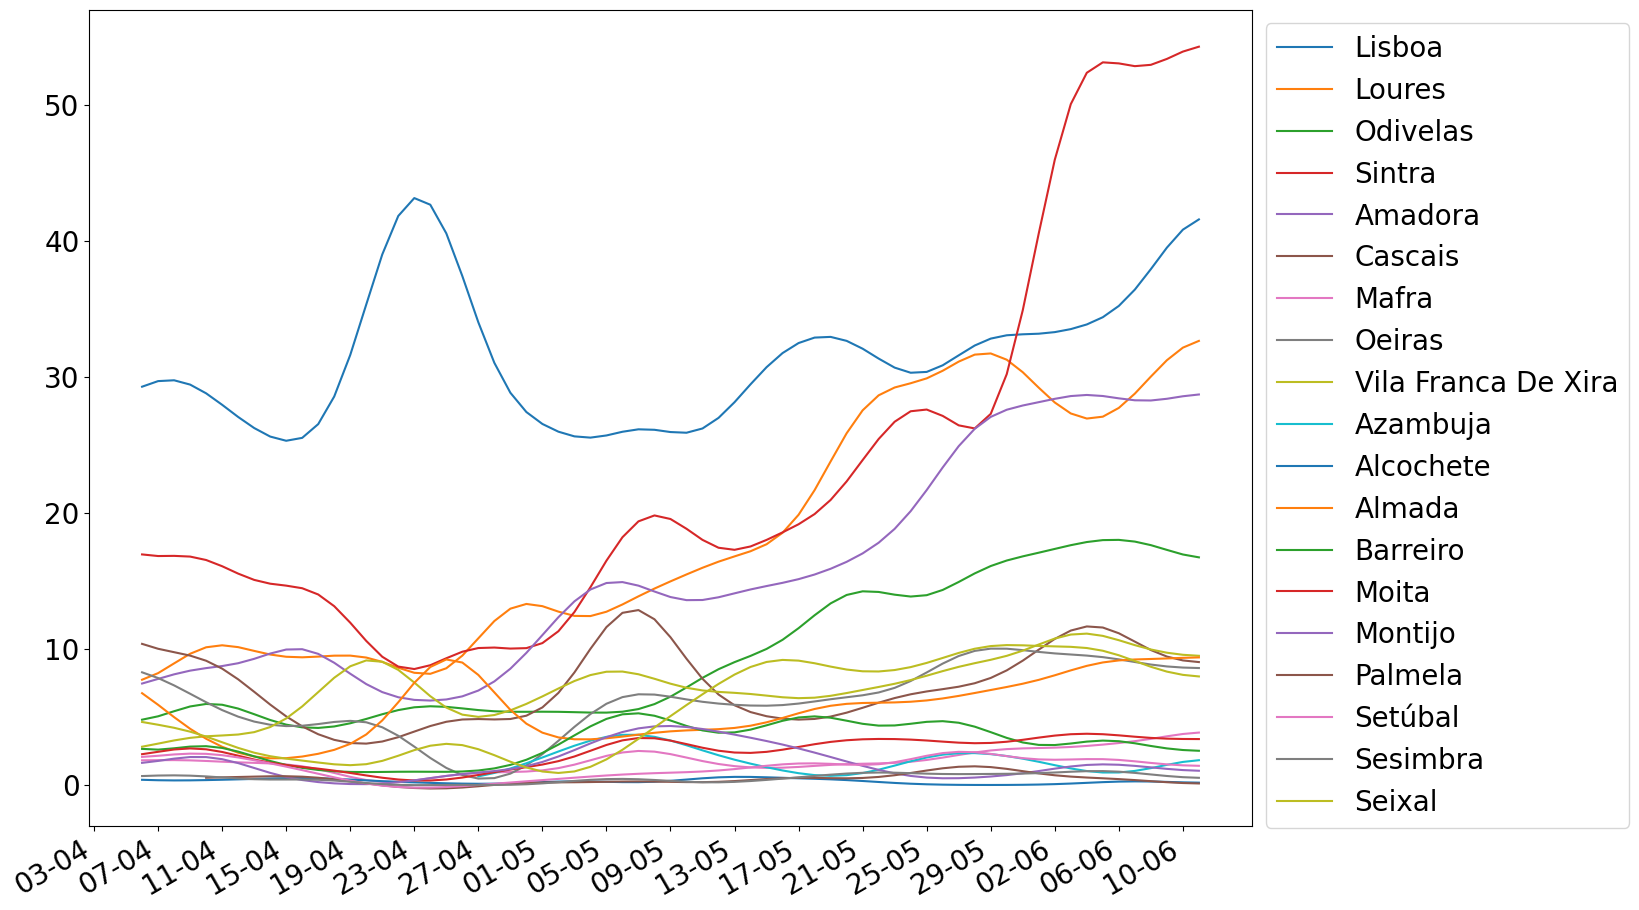 50
40
30
20
10
0
03-04
07-04
11-04
15-04
19-04
23-04
27-04
01-05
05-05
09-05
13-05
17-05
21-05
25-05
29-05
02-06
06-06
10-06
Lisboa
Loures
Odivelas
Sintra
Amadora
Cascais
Mafra
Oeiras
Vila Franca De Xira
Azambuja
Alcochete
Almada
Barreiro
Moita
Montijo
Palmela
Setúbal
Sesimbra
Seixal